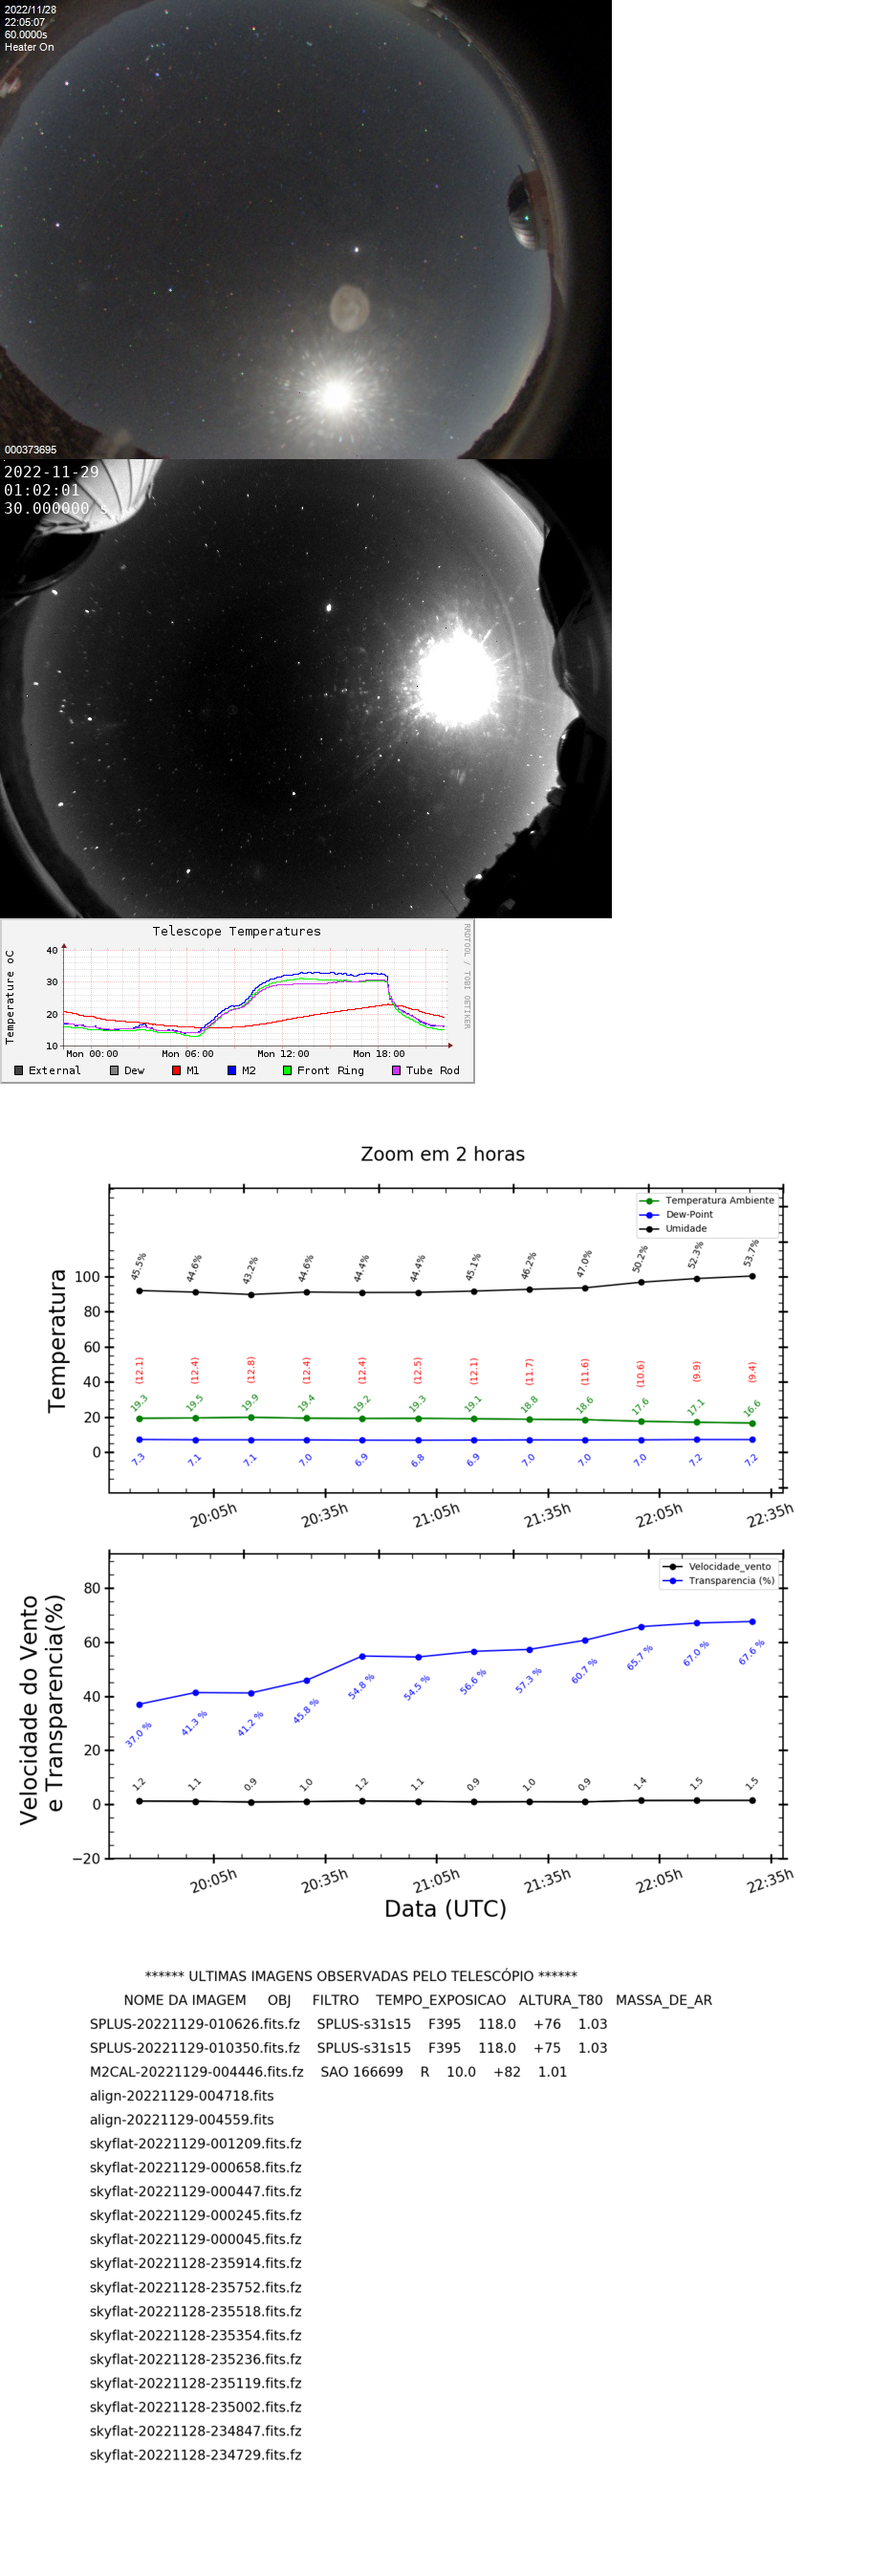 2022/11/28
22:05:07
60.0000s
Heater On
000373695
2022-11-29
01:02:01
30.000000 s
Telescope Temperatures
RRDTOOL / TOBI OETIKER
Temperature oC
40
30
20
10
Mon 00:00 Mon 06:00 Mon 12:00 Mon 18:00
External Dew M1 M2 Front Ring Tube Rod
Zoom em 2 horas
Temperatura Ambiente
Dew-Point
Umidade
Temperatura
100
80
60
40
20
0
45.5% 44.6% 43.2% 44.6% 44.4% 44.4% 45.1% 46.2% 47.0% 50.2% 52.3% 53.7%
(12.1) (12.4) (12.8) (12.4) (12.4) (12.5) (12.1) (11.7) (11.6) (10.6) (9.9) (9.4)
19.3 19.5 19.9 19.4 19.2 19.3 19.1 18.8 18.6 17.6 17.1 16.6
7.3 7.1 7.1 7.0 6.9 6.8 6.9 7.0 7.0 7.0 7.2 7.2
20:05h 20:35h 21:05h 21:35h 22:05h 22:35h
Velocidade_vento
Transparencia (%)
Velocidade do Vento
e Transparencia(%)
80
60
40
20
0
−20
37.0 % 41.3 % 41.2 % 45.8 % 54.8 % 54.5 % 56.6 % 57.3 % 60.7 % 65.7 % 67.0 % 67.6 %
1.2 1.1 0.9 1.0 1.2 1.1 0.9 1.0 0.9 1.4 1.5 1.5
20:05h 20:35h 21:05h 21:35h 22:05h 22:35h
Data (UTC)
****** ULTIMAS IMAGENS OBSERVADAS PELO TELESCÓPIO ******
NOME DA IMAGEM OBJ FILTRO TEMPO_EXPOSICAO ALTURA_T80 MASSA_DE_AR
SPLUS-20221129-010626.fits.fz SPLUS-s31s15 F395 118.0 +76 1.03
SPLUS-20221129-010350.fits.fz SPLUS-s31s15 F395 118.0 +75 1.03
M2CAL-20221129-004446.fits.fz SAO 166699 R 10.0 +82 1.01
align-20221129-004718.fits
align-20221129-004559.fits
skyflat-20221129-001209.fits.fz
skyflat-20221129-000658.fits.fz
skyflat-20221129-000447.fits.fz
skyflat-20221129-000245.fits.fz
skyflat-20221129-000045.fits.fz
skyflat-20221128-235914.fits.fz
skyflat-20221128-235752.fits.fz
skyflat-20221128-235518.fits.fz
skyflat-20221128-235354.fits.fz
skyflat-20221128-235236.fits.fz
skyflat-20221128-235119.fits.fz
skyflat-20221128-235002.fits.fz
skyflat-20221128-234847.fits.fz
skyflat-20221128-234729.fits.fz